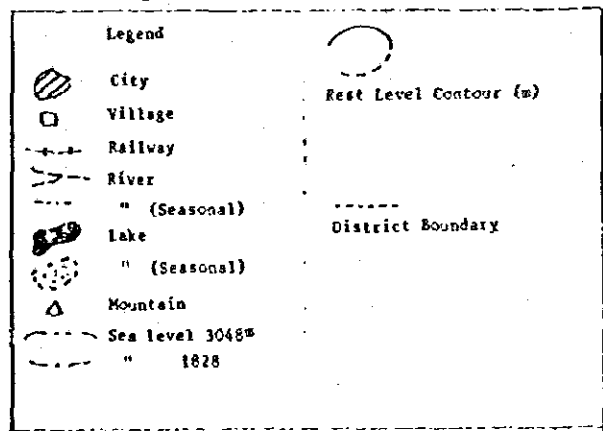 Legend
City
Village
Railway
River
" (Seasonal)
Lake
" (Seasonal)
Mountain
Sea level 3048m
" 1828
Rest Level Contour (m)
District Boundary